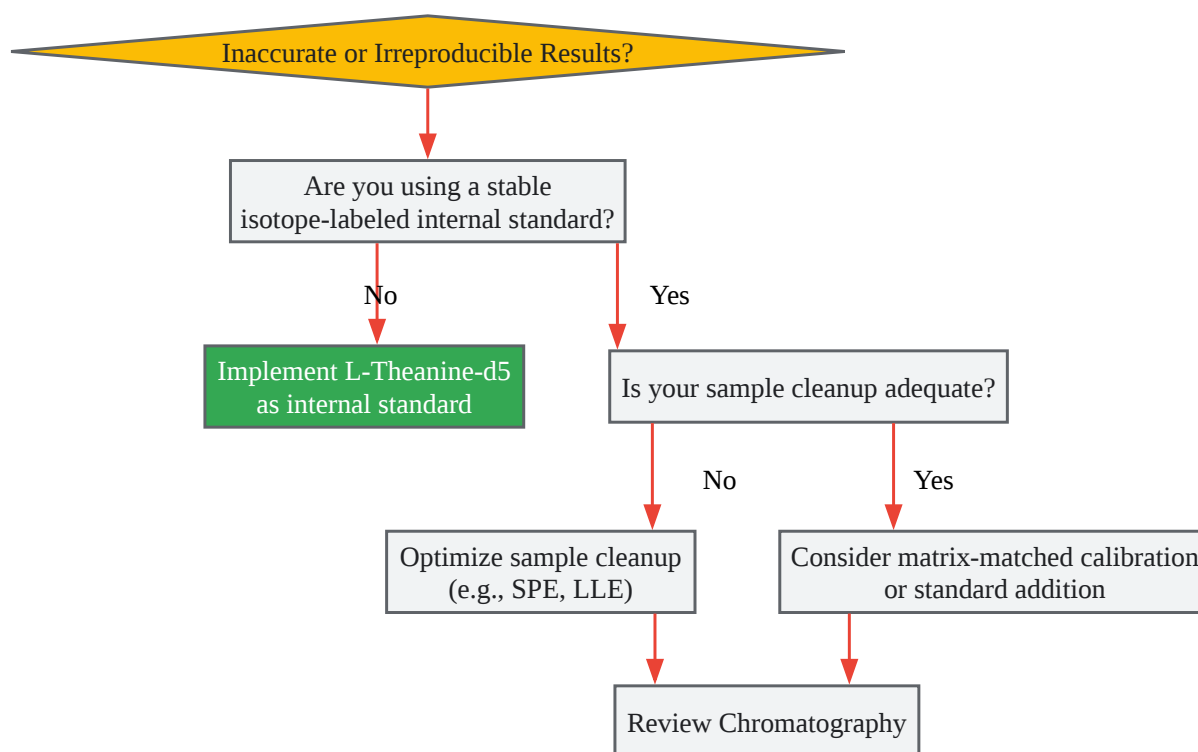 Inaccurate or Irreproducible Results?
Are you using a stable
isotope-labeled internal standard?
No
Yes
Implement L-Theanine-d5
as internal standard
Is your sample cleanup adequate?
No
Yes
Optimize sample cleanup
(e.g., SPE, LLE)
Consider matrix-matched calibration
or standard addition
Review Chromatography